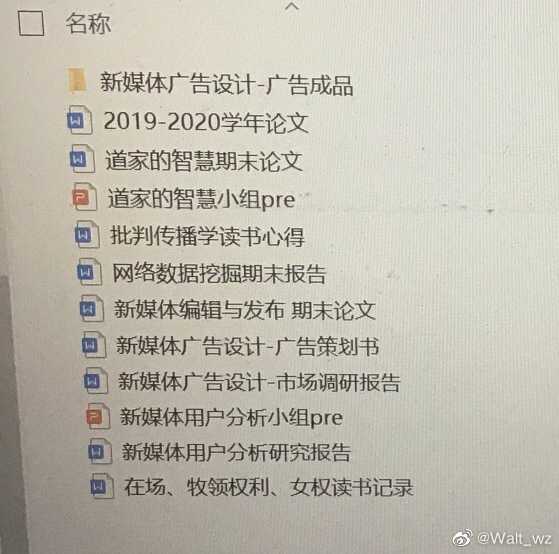 名称
新媒体广告设计-广告成品
2019-2020学年论文
道家的智慧期末论文
道家的智慧小组pre
批判传播学读书心得
网络数据挖掘期末报告
新媒体编辑与发布 期末论文
新媒体广告设计-广告策划书
新媒体广告设计-市场调研报告
新媒体用户分析小组pre
新媒体用户分析研究报告
在场、牧领权利、女权读书记录
@Walt_wz